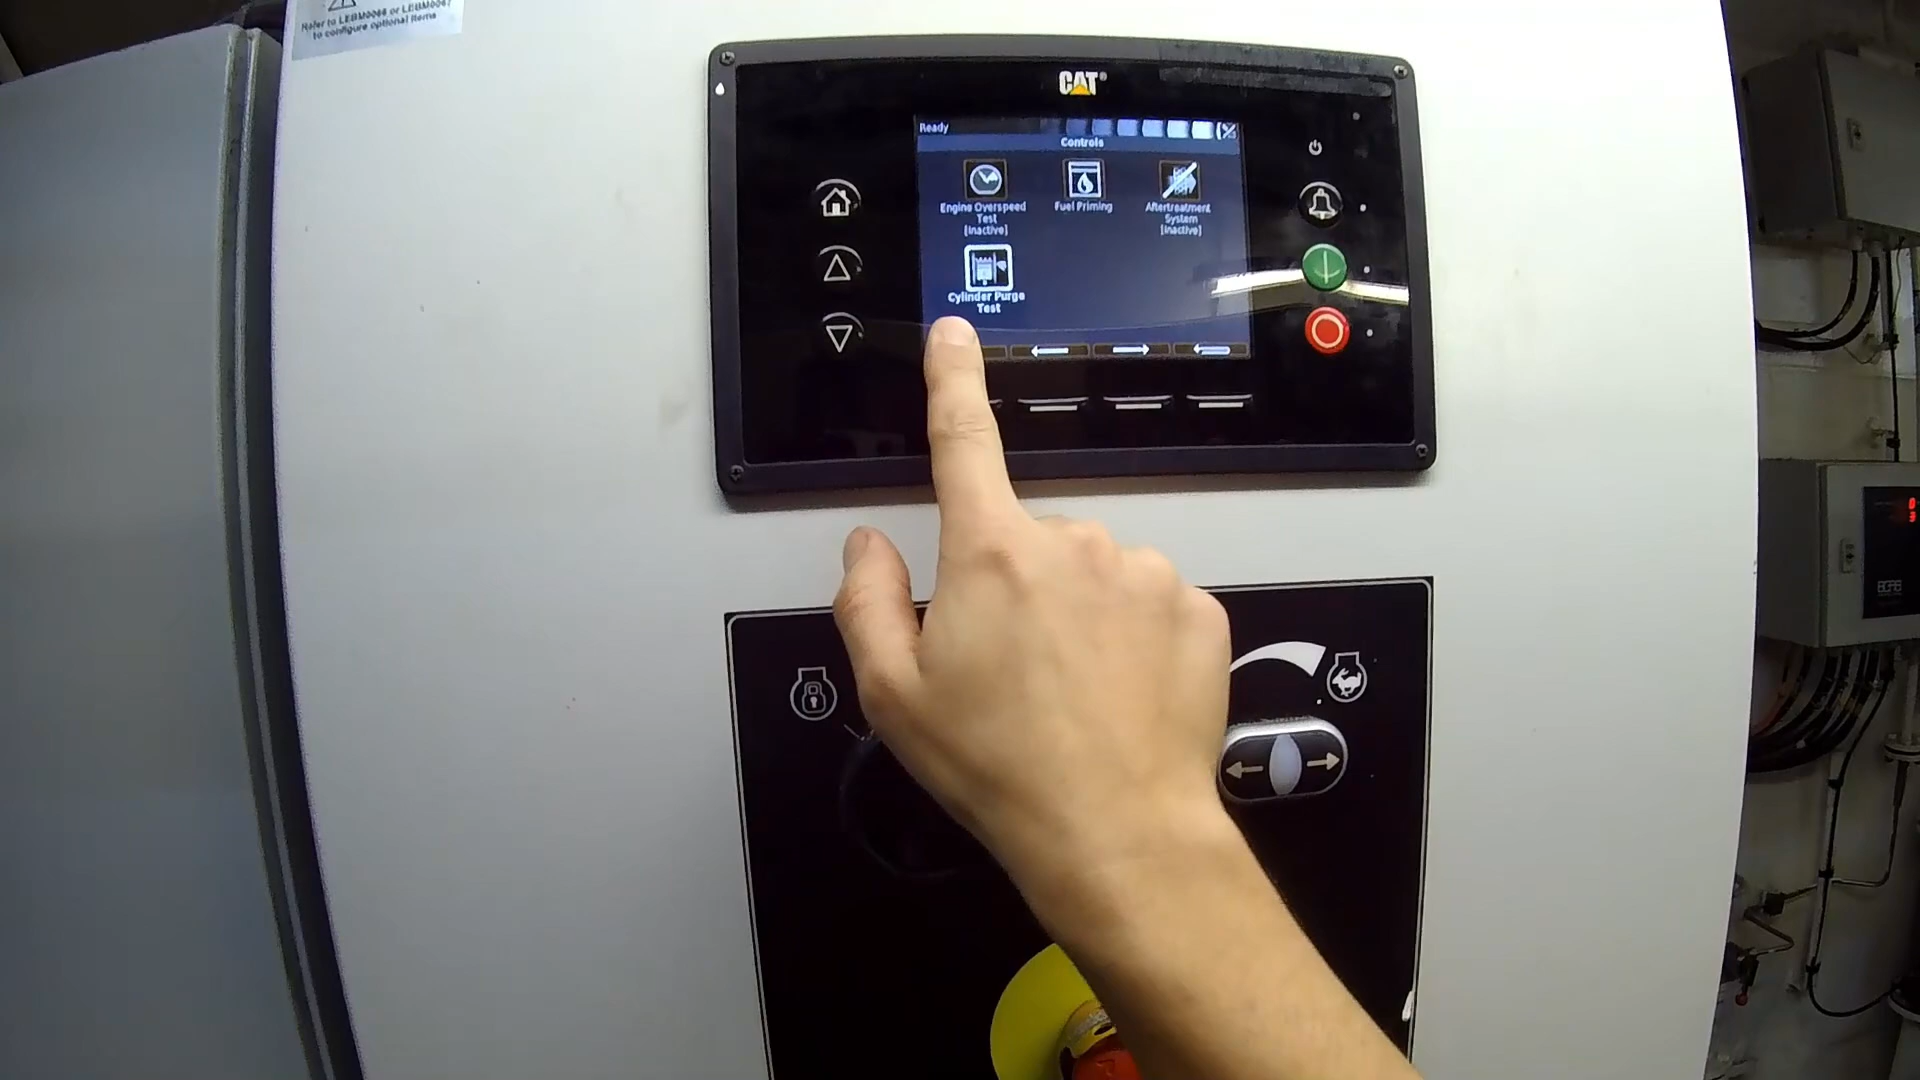 Refer to LEBM0066 or LEBM0067
to configure optional items
CAT®
Ready
Controls
Engine Overspeed
Test
[Inactive]
Fuel Priming
Aftertreatment
System
[Inactive]
Cylinder Purge
Test